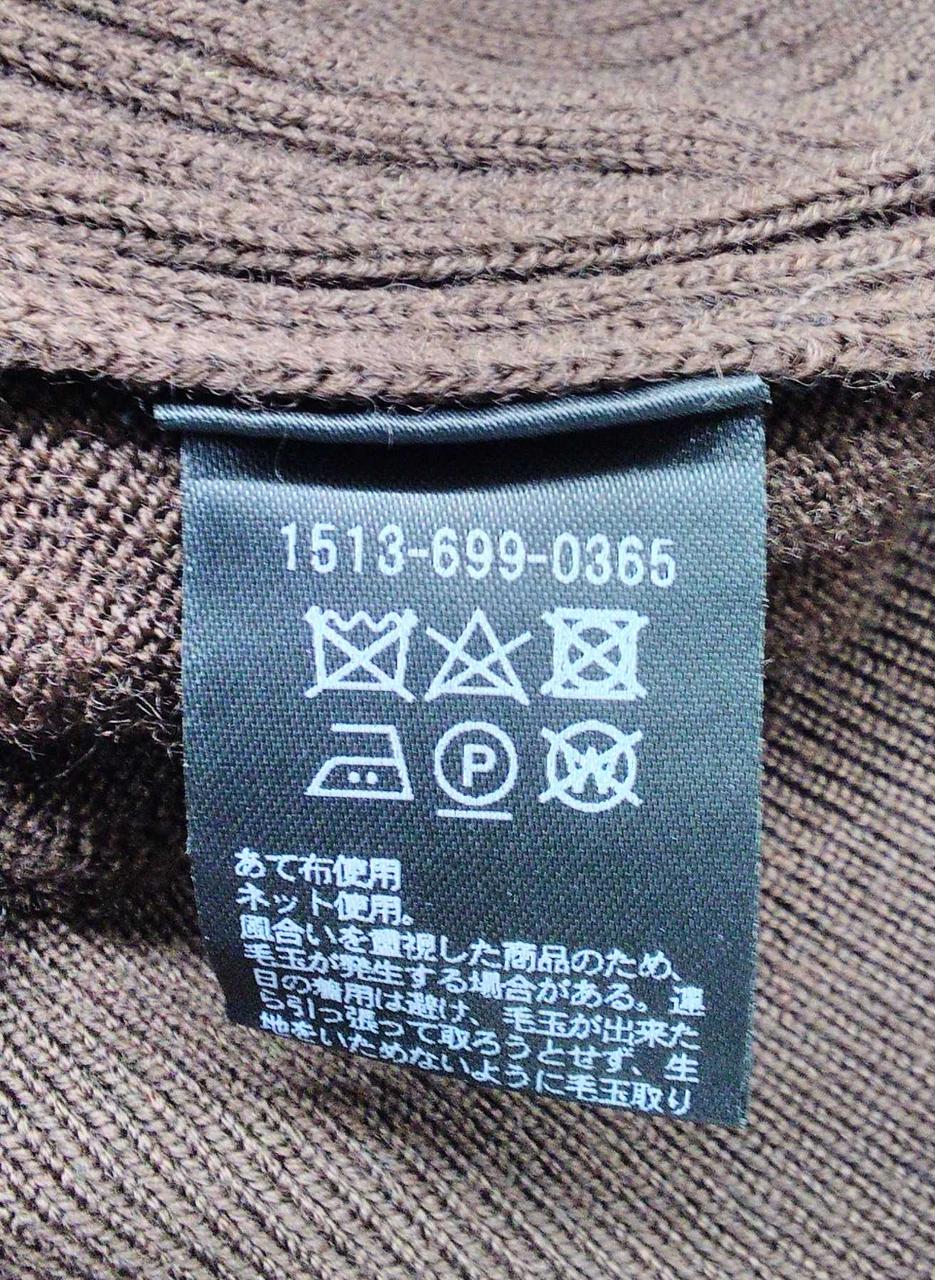 1513-699-0365
P
W
あて布使用
ネット使用。
風合いを重視した商品のため、
毛玉が発生する場合がある。連
日の着用は避け、毛玉が出来た
ら引っ張って取ろうとせず、生
地をいためないように毛玉取り